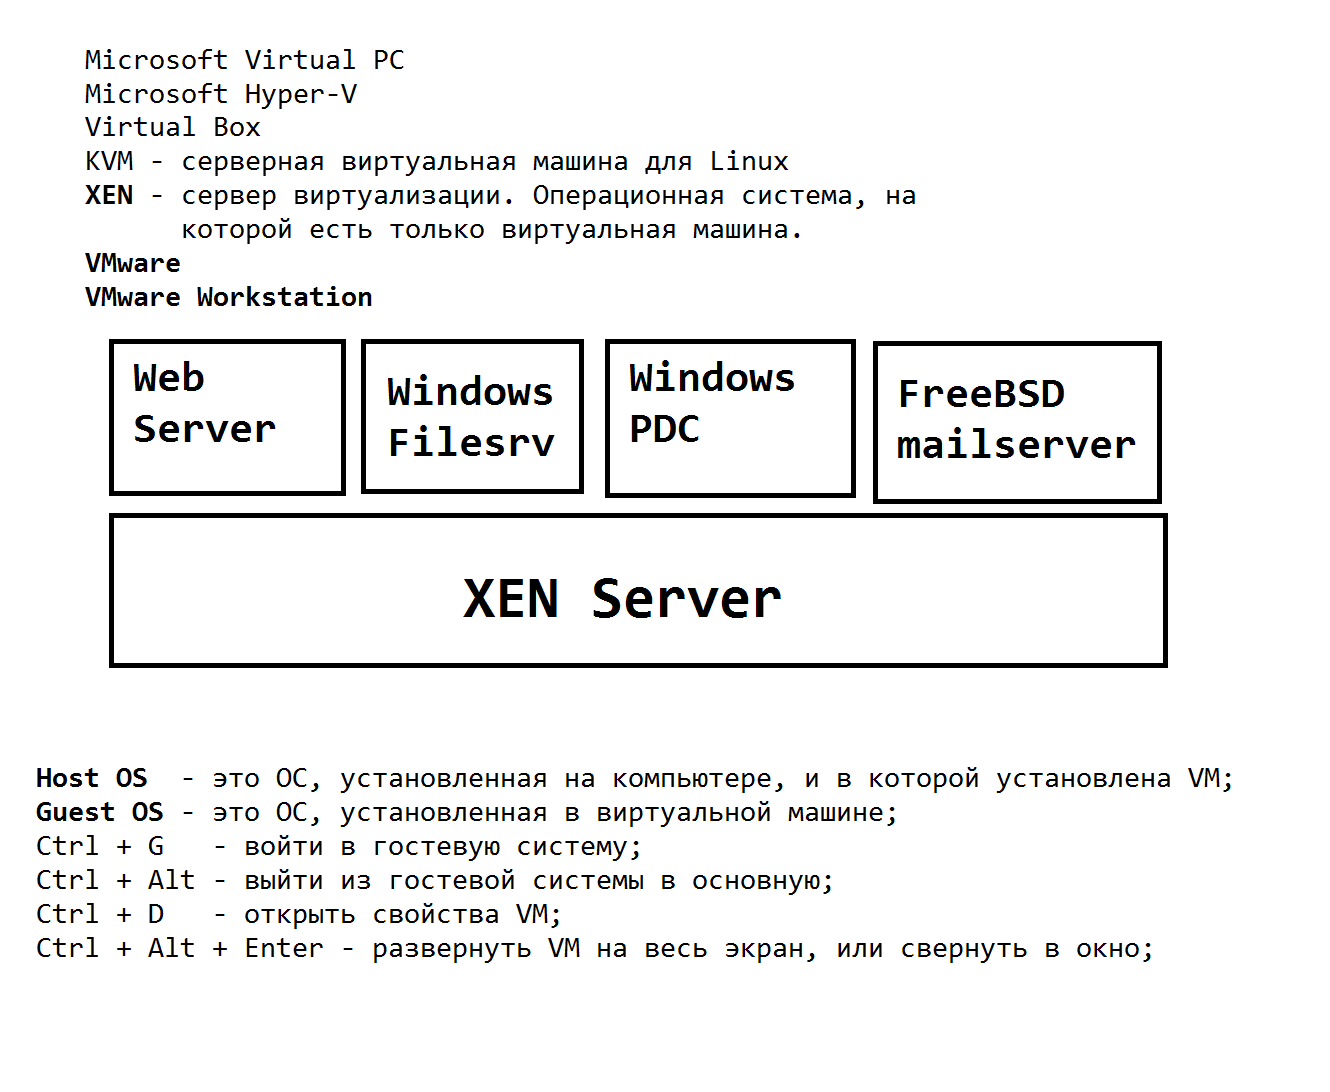 Microsoft Virtual PC
Microsoft Hyper-V
Virtual Box
KVM - серверная виртуальная машина для Linux
XEN - сервер виртуализации. Операционная система, на
которой есть только виртуальная машина.
VMware
VMware Workstation
Web
Server
Windows
Filesrv
Windows
PDC
FreeBSD
mailserver
XEN Server
Host OS - это ОС, установленная на компьютере, и в которой установлена VM;
Guest OS - это ОС, установленная в виртуальной машине;
Ctrl + G - войти в гостевую систему;
Ctrl + Alt - выйти из гостевой системы в основную;
Ctrl + D - открыть свойства VM;
Ctrl + Alt + Enter - развернуть VM на весь экран, или свернуть в окно;